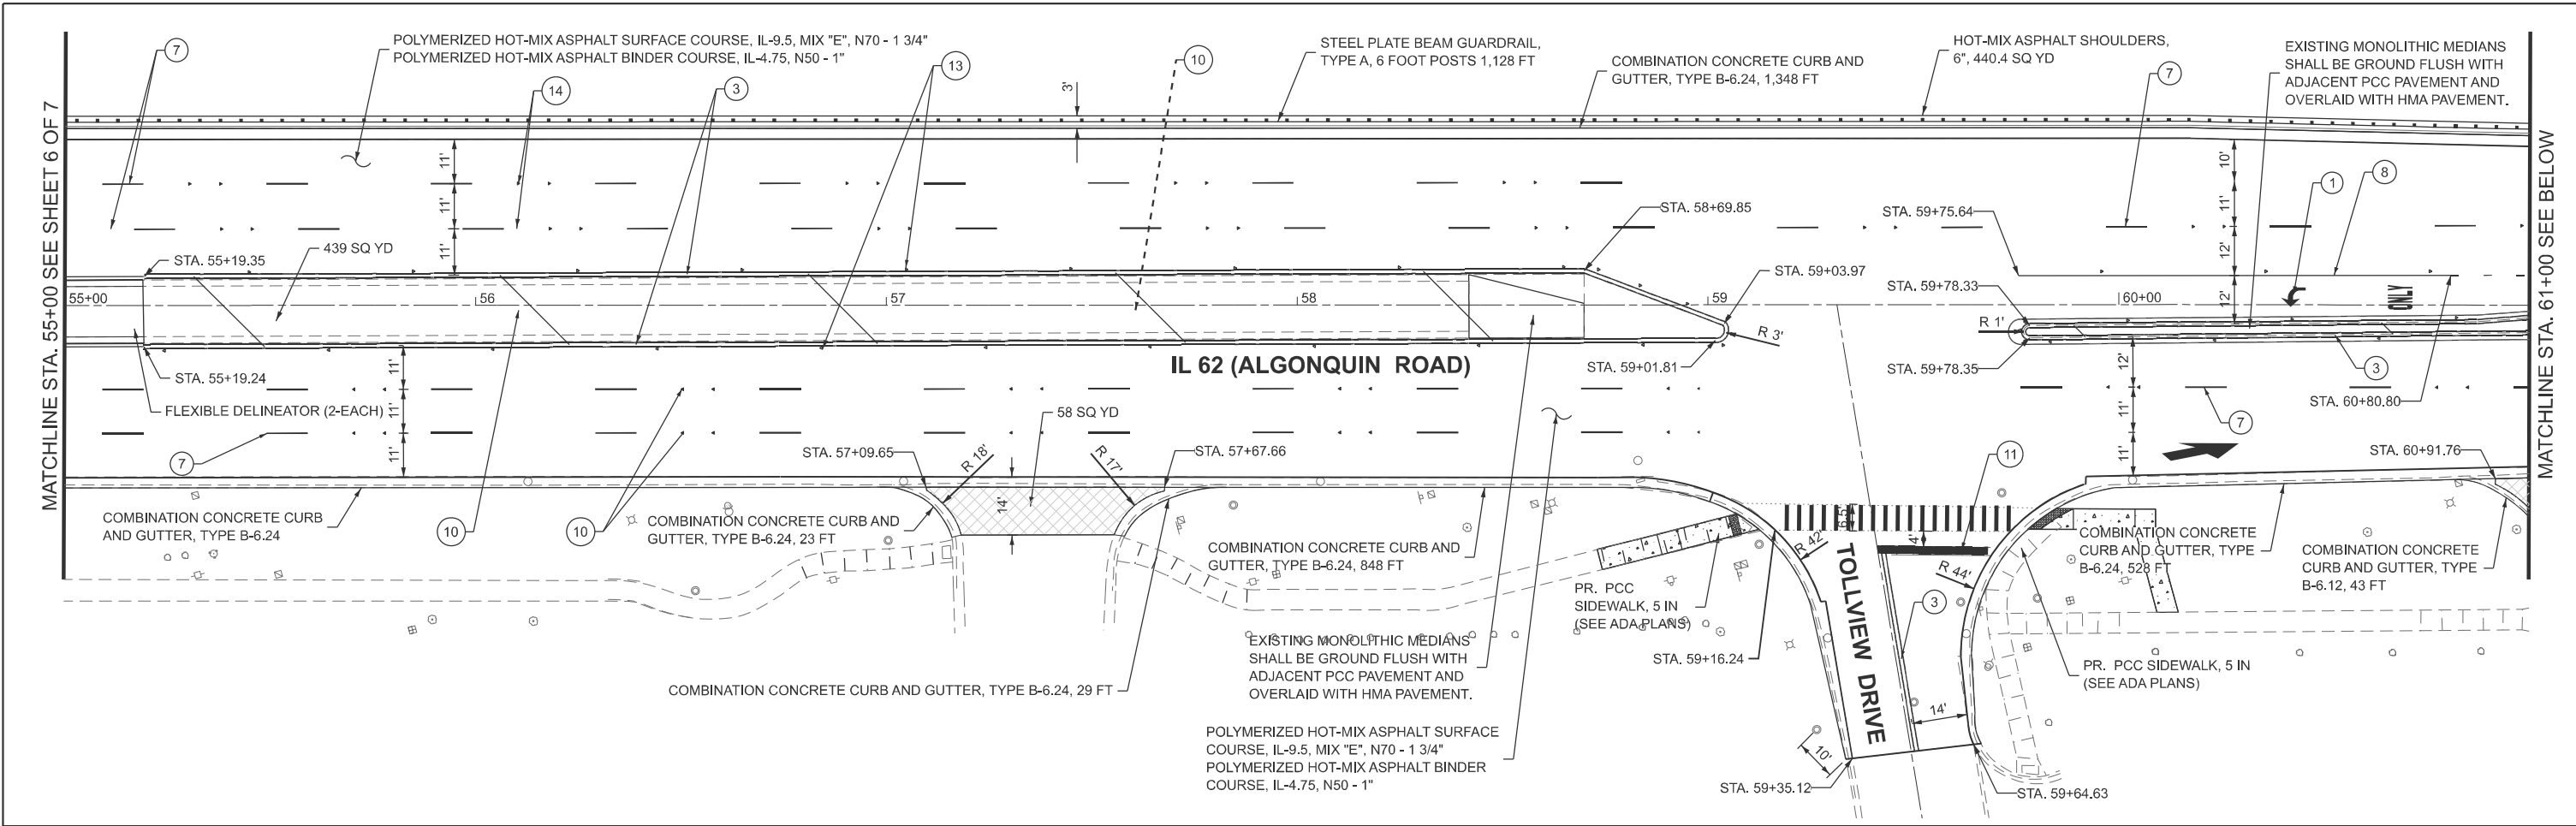 MATCHLINE STA. 55+00 SEE SHEET 6 OF 7
7
POLYMERIZED HOT-MIX ASPHALT SURFACE COURSE, IL-9.5, MIX "E", N70 - 1 3/4"
POLYMERIZED HOT-MIX ASPHALT BINDER COURSE, IL-4.75, N50 - 1"
14
3
13
10
3'
STEEL PLATE BEAM GUARDRAIL,
TYPE A, 6 FOOT POSTS 1,128 FT
COMBINATION CONCRETE CURB AND
GUTTER, TYPE B-6.24, 1,348 FT
HOT-MIX ASPHALT SHOULDERS,
6", 440.4 SQ YD
7
EXISTING MONOLITHIC MEDIANS
SHALL BE GROUND FLUSH WITH
ADJACENT PCC PAVEMENT AND
OVERLAID WITH HMA PAVEMENT.
MATCHLINE STA. 61+00 SEE BELOW
11'
11'
11'
10'
11'
12'
12'
1
8
439 SQ YD
STA. 55+19.35
STA. 58+69.85
STA. 59+75.64
STA. 59+03.97
STA. 59+78.33
55+00
56
57
58
59
60+00
ONLY
R 3'
R 1'
IL 62 (ALGONQUIN ROAD)
STA. 55+19.24
STA. 59+01.81
STA. 59+78.35
3
FLEXIBLE DELINEATOR (2-EACH)
11'
11'
11'
12'
11'
11'
STA. 60+80.80
7
58 SQ YD
7
STA. 57+09.65
R 18'
R 17'
STA. 57+67.66
11
STA. 60+91.76
14'
COMBINATION CONCRETE CURB
AND GUTTER, TYPE B-6.24
10
10
COMBINATION CONCRETE CURB AND
GUTTER, TYPE B-6.24, 23 FT
COMBINATION CONCRETE CURB AND
GUTTER, TYPE B-6.24, 848 FT
6.5'
4'
R 42'
R 44'
COMBINATION CONCRETE
CURB AND GUTTER, TYPE
B-6.24, 528 FT
COMBINATION CONCRETE
CURB AND GUTTER, TYPE
B-6.12, 43 FT
PR. PCC
SIDEWALK, 5 IN
(SEE ADA PLANS)
3
TOLLVIEW DRIVE
EXISTING MONOLITHIC MEDIANS
SHALL BE GROUND FLUSH WITH
ADJACENT PCC PAVEMENT AND
OVERLAID WITH HMA PAVEMENT.
STA. 59+16.24
PR. PCC SIDEWALK, 5 IN
(SEE ADA PLANS)
COMBINATION CONCRETE CURB AND GUTTER, TYPE B-6.24, 29 FT
14'
POLYMERIZED HOT-MIX ASPHALT SURFACE
COURSE, IL-9.5, MIX "E", N70 - 1 3/4"
POLYMERIZED HOT-MIX ASPHALT BINDER
COURSE, IL-4.75, N50 - 1"
10'
STA. 59+35.12
STA. 59+64.63